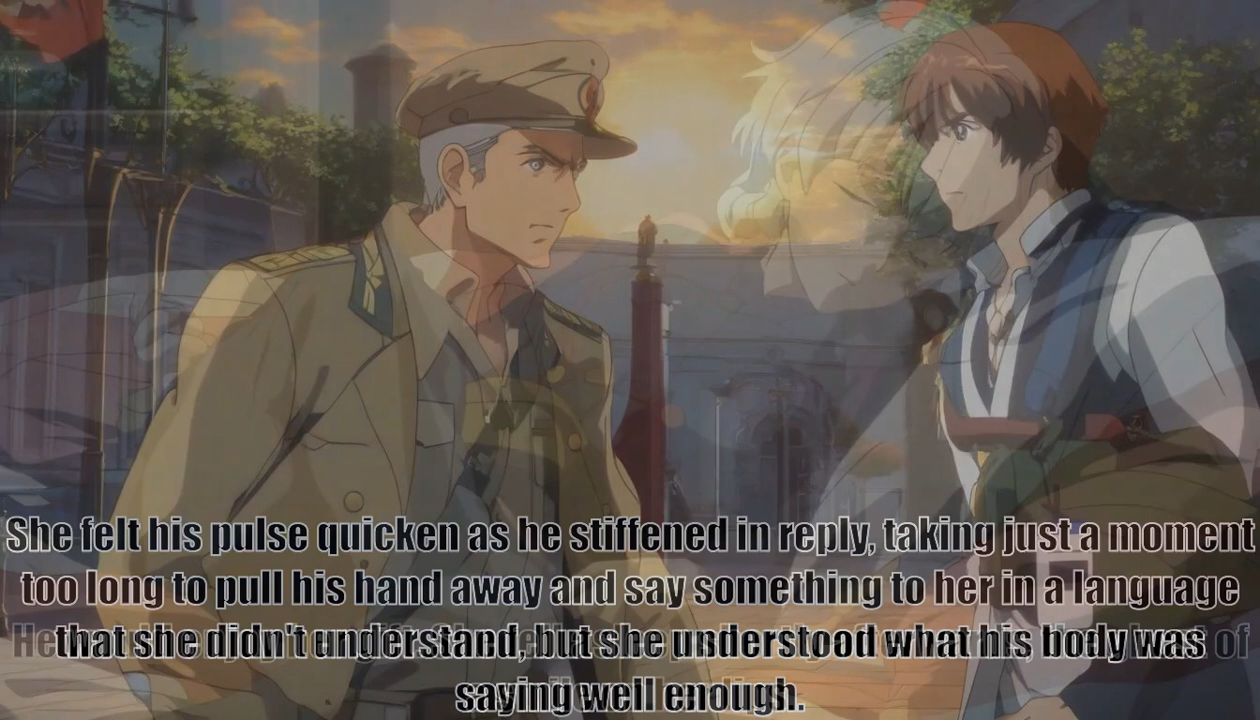 She felt his pulse quicken as he stiffened in reply, taking just a moment
too long to pull his hand away and say something to her in a language
that she didn't understand, but she understood what his body was
saying well enough.
He
of